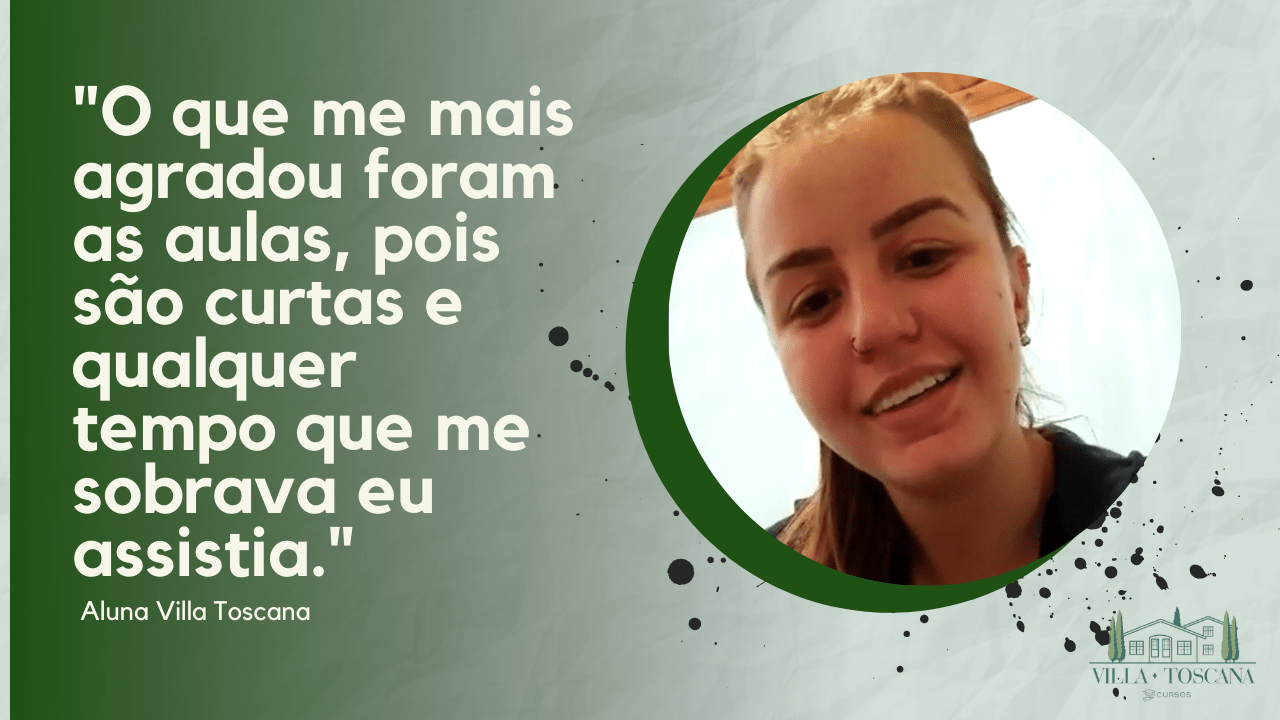 "O que me mais
agradou foram
as aulas, pois
são curtas e
qualquer
tempo que me
sobrava eu
assistia."
Aluna Villa Toscana
VILLA • TOSCANA
CURSOS